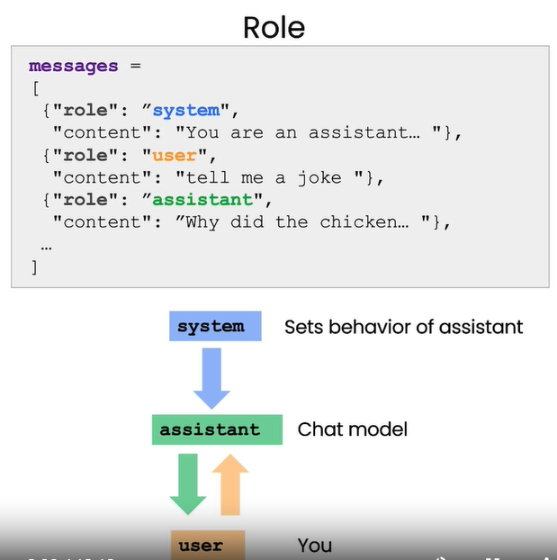 Role
messages =
[
{"role": ”system",
"content": "You are an assistant… "},
{"role": "user",
"content": "tell me a joke "},
{"role": ”assistant",
"content": ”Why did the chicken… "},
…
]
system Sets behavior of assistant
assistant Chat model
user You